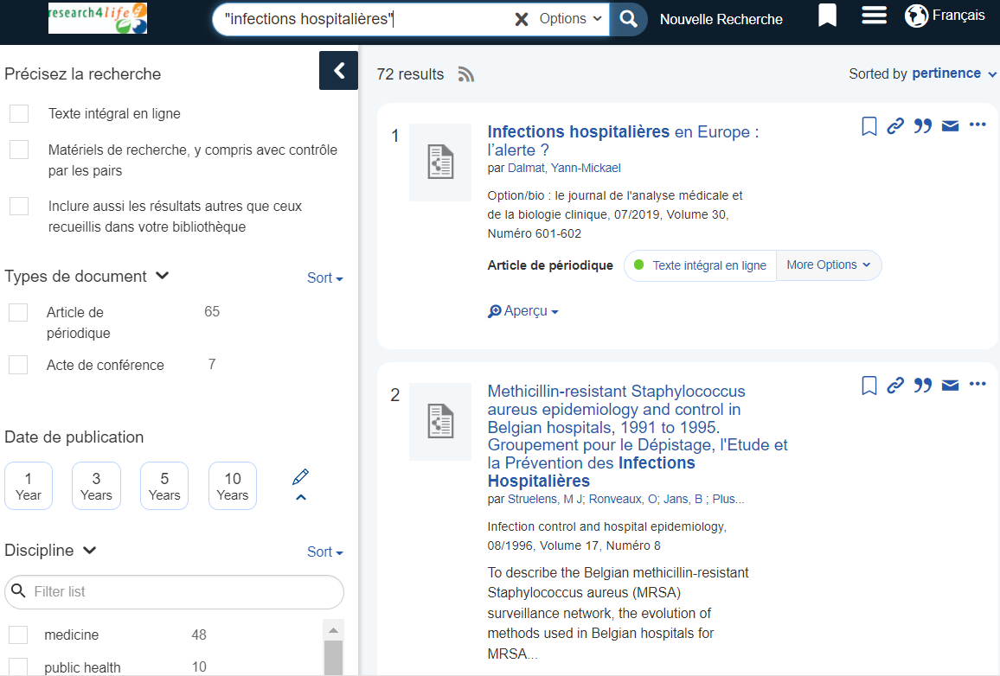 research4life
"infections hospitalières"
Options
Nouvelle Recherche
Français
Précisez la recherche
Texte intégral en ligne
Matériels de recherche, y compris avec contrôle
par les pairs
Inclure aussi les résultats autres que ceux
recueillis dans votre bibliothèque
Types de document
Sort
Article de
périodique
65
Acte de conférence
7
Date de publication
1
Year
3
Years
5
Years
10
Years
Discipline
Sort
Filter list
medicine
48
public health
10
72 results
Sorted by pertinence
1
Infections hospitalières en Europe :
l’alerte ?
par Dalmat, Yann-Mickael
Option/bio : le journal de l'analyse médicale et
de la biologie clinique, 07/2019, Volume 30,
Numéro 601-602
Article de périodique
Texte intégral en ligne
More Options
Aperçu
2
Methicillin-resistant Staphylococcus
aureus epidemiology and control in
Belgian hospitals, 1991 to 1995.
Groupement pour le Dépistage, l'Etude et
la Prévention des Infections
Hospitalières
par Struelens, M J; Ronveaux, O; Jans, B ; Plus...
Infection control and hospital epidemiology,
08/1996, Volume 17, Numéro 8
To describe the Belgian methicillin-resistant
Staphylococcus aureus (MRSA)
surveillance network, the evolution of
methods used in Belgian hospitals for
MRSA...